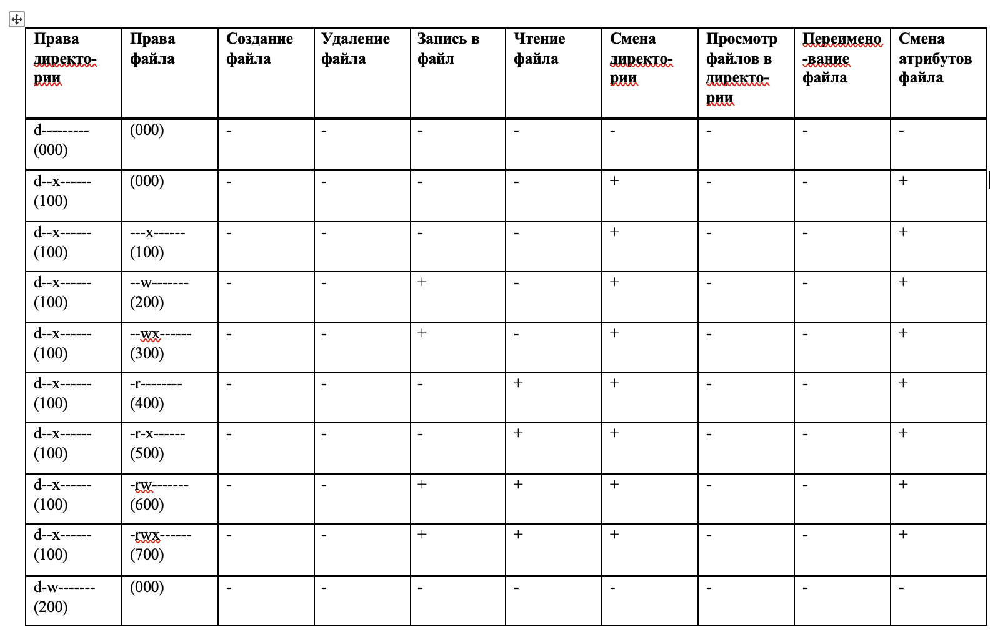 Права директо-рии | Права файла | Создание файла | Удаление файла | Запись в файл | Чтение файла | Смена директо-рии | Просмотр файлов в директо-рии | Переимено-вание файла | Смена атрибутов файла
d--------- (000) | (000) | - | - | - | - | - | - | - | -
d--x------ (100) | (000) | - | - | - | - | + | - | - | +
d--x------ (100) | ---x------ (100) | - | - | - | - | + | - | - | +
d--x------ (100) | --w------- (200) | - | - | + | - | + | - | - | +
d--x------ (100) | --wx------ (300) | - | - | + | - | + | - | - | +
d--x------ (100) | -r-------- (400) | - | - | - | + | + | - | - | +
d--x------ (100) | -r-x------ (500) | - | - | - | + | + | - | - | +
d--x------ (100) | -rw------- (600) | - | - | + | + | + | - | - | +
d--x------ (100) | -rwx------ (700) | - | - | + | + | + | - | - | +
d-w------- (200) | (000) | - | - | - | - | - | - | - | -